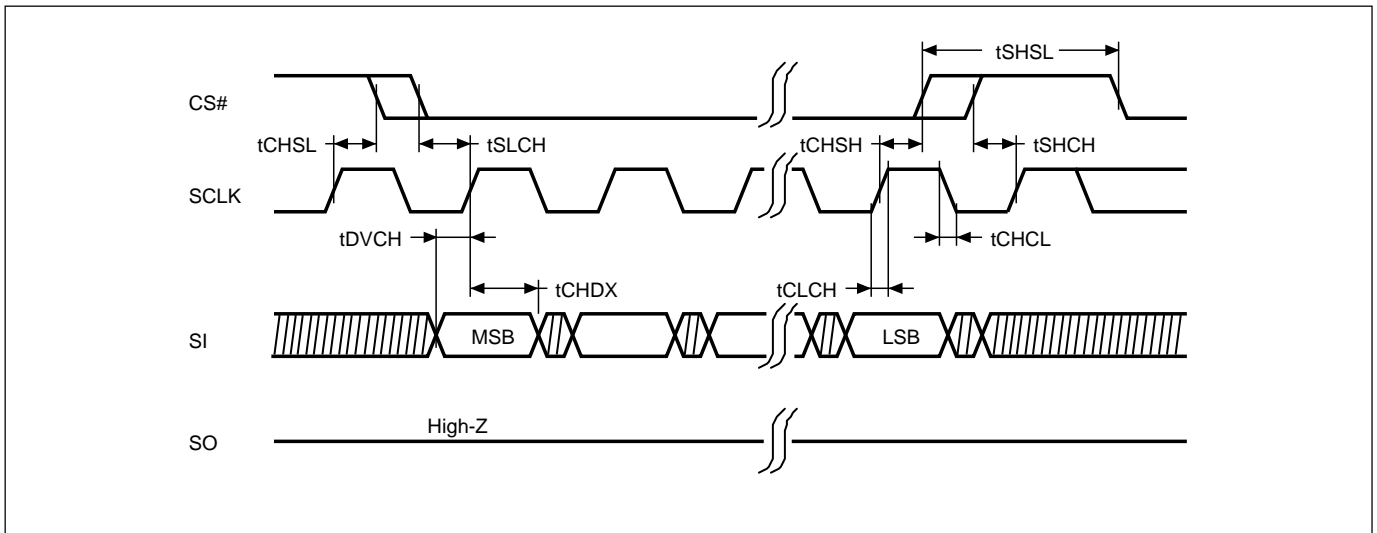 tSHSL
CS#
tCHSL
tSLCH
tCHSH
tSHCH
SCLK
tDVCH
tCHCL
tCHDX
tCLCH
SI
MSB
LSB
High-Z
SO